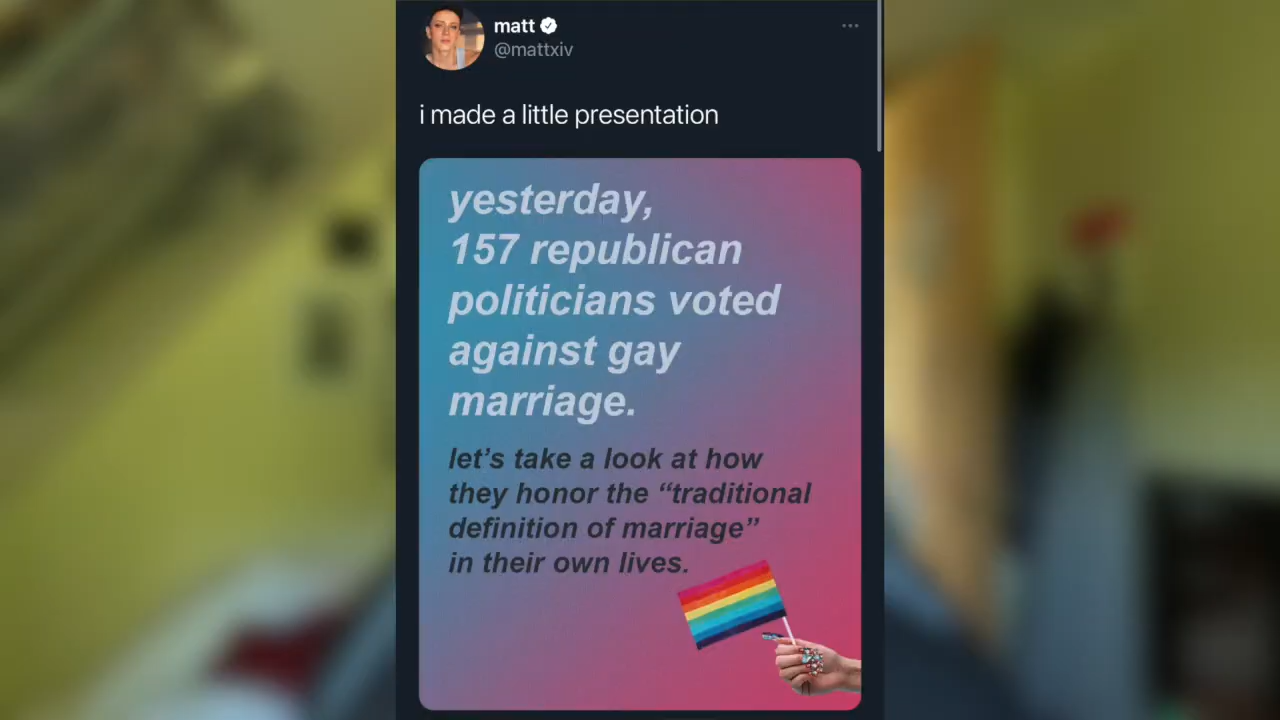 matt
@mattxiv
i made a little presentation
yesterday,
157 republican
politicians voted
against gay
marriage.
let's take a look at how
they honor the “traditional
definition of marriage”
in their own lives.